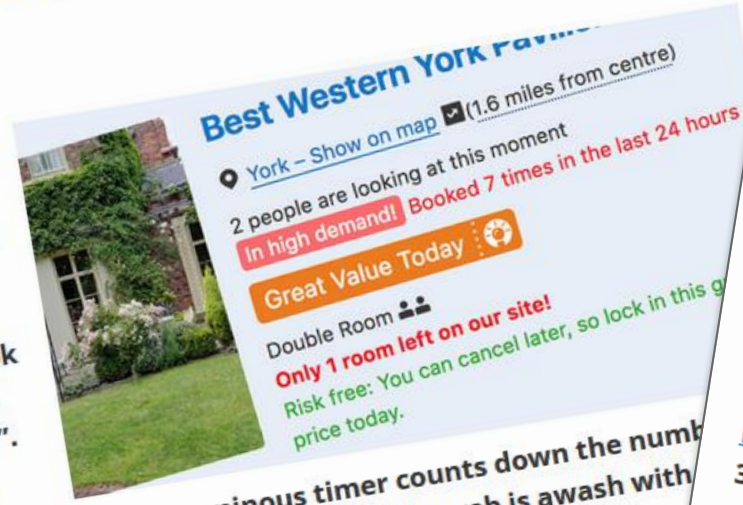 Best Western York
York – Show on map (1.6 miles from centre)
2 people are looking at this moment
In high demand! Booked 7 times in the last 24 hours
Great Value Today
Double Room
Only 1 room left on our site!
Risk free: You can cancel later, so lock in this
price today.
timer counts down the
is awash with